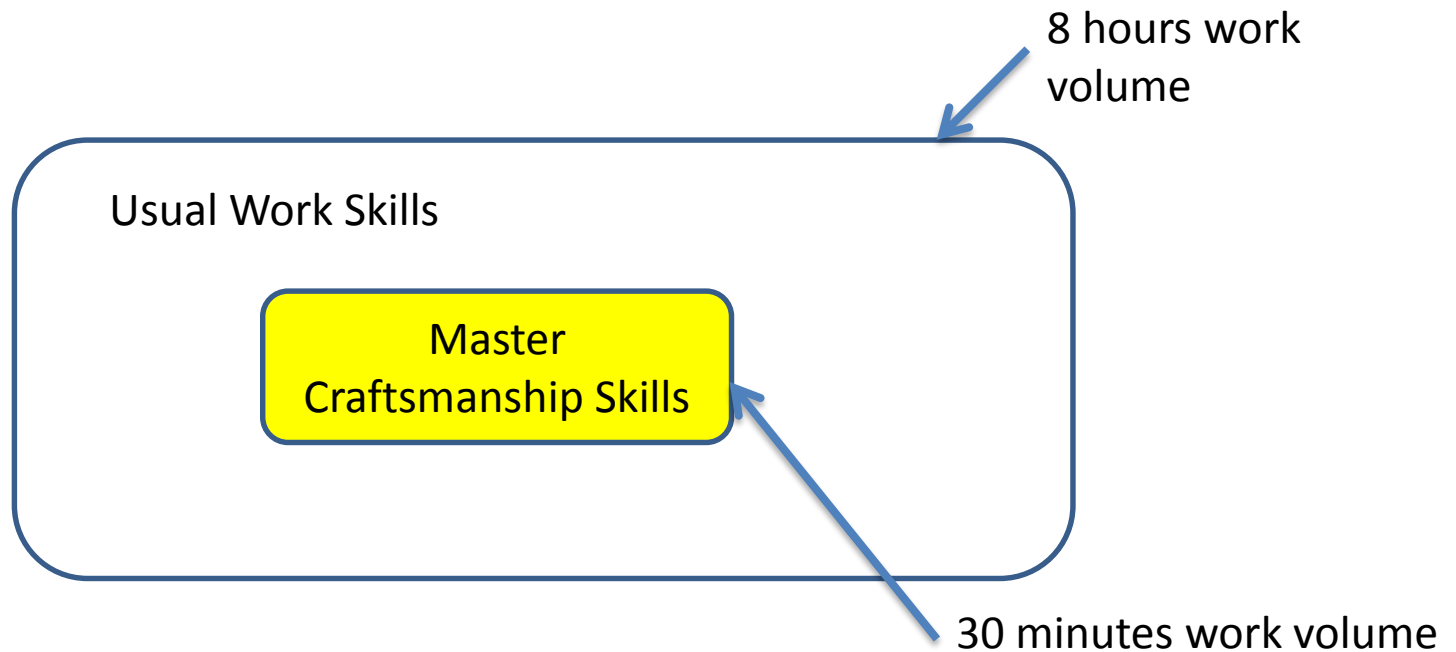 8 hours work
volume
Usual Work Skills
Master
Craftsmanship Skills
30 minutes work volume